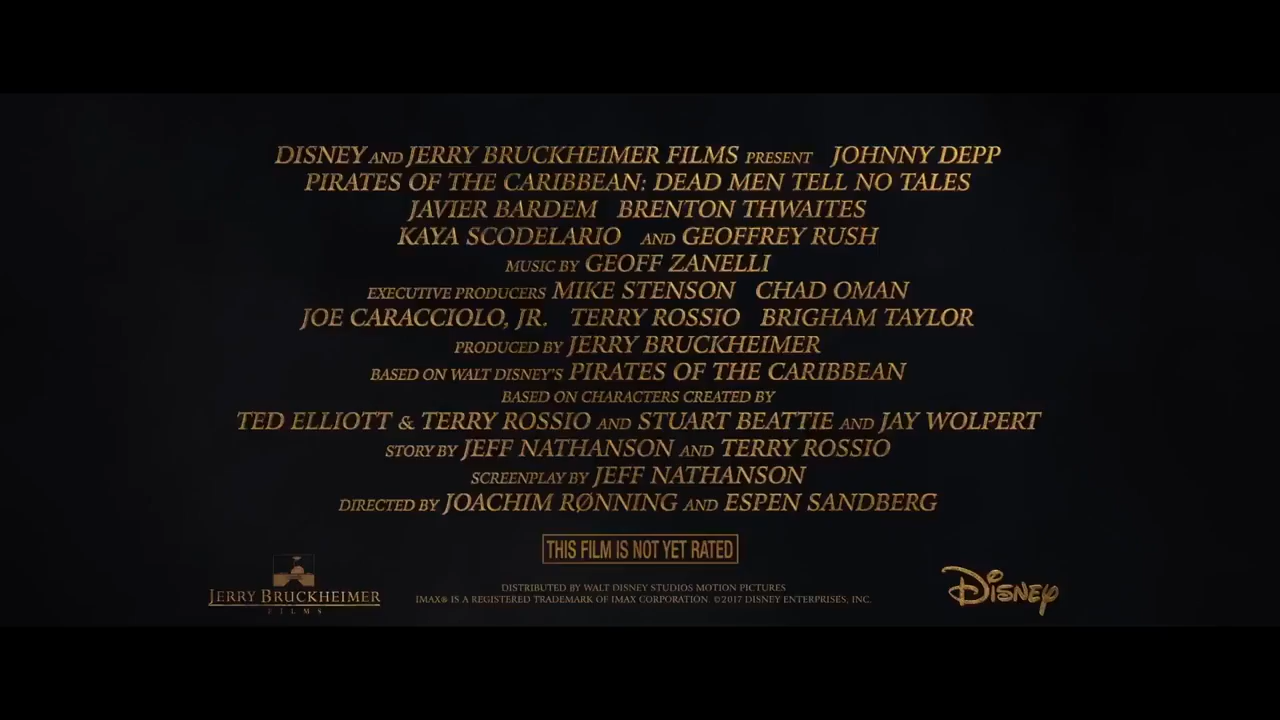 DISNEY AND JERRY BRUCKHEIMER FILMS PRESENT JOHNNY DEPP
PIRATES OF THE CARIBBEAN: DEAD MEN TELL NO TALES
JAVIER BARDEM BRENTON THWAITES
KAYA SCODELARIO AND GEOFFREY RUSH
MUSIC BY GEOFF ZANELLI
EXECUTIVE PRODUCERS MIKE STENSON CHAD OMAN
JOE CARACCIOLO, JR. TERRY ROSSIO BRIGHAM TAYLOR
PRODUCED BY JERRY BRUCKHEIMER
BASED ON WALT DISNEY'S PIRATES OF THE CARIBBEAN
BASED ON CHARACTERS CREATED BY
TED ELLIOTT & TERRY ROSSIO AND STUART BEATTIE AND JAY WOLPERT
STORY BY JEFF NATHANSON AND TERRY ROSSIO
SCREENPLAY BY JEFF NATHANSON
DIRECTED BY JOACHIM RØNNING AND ESPEN SANDBERG
THIS FILM IS NOT YET RATED
JERRY BRUCKHEIMER
FILMS
DISTRIBUTED BY WALT DISNEY STUDIOS MOTION PICTURES
IMAX® IS A REGISTERED TRADEMARK OF IMAX CORPORATION. ©2017 DISNEY ENTERPRISES, INC.
Disney